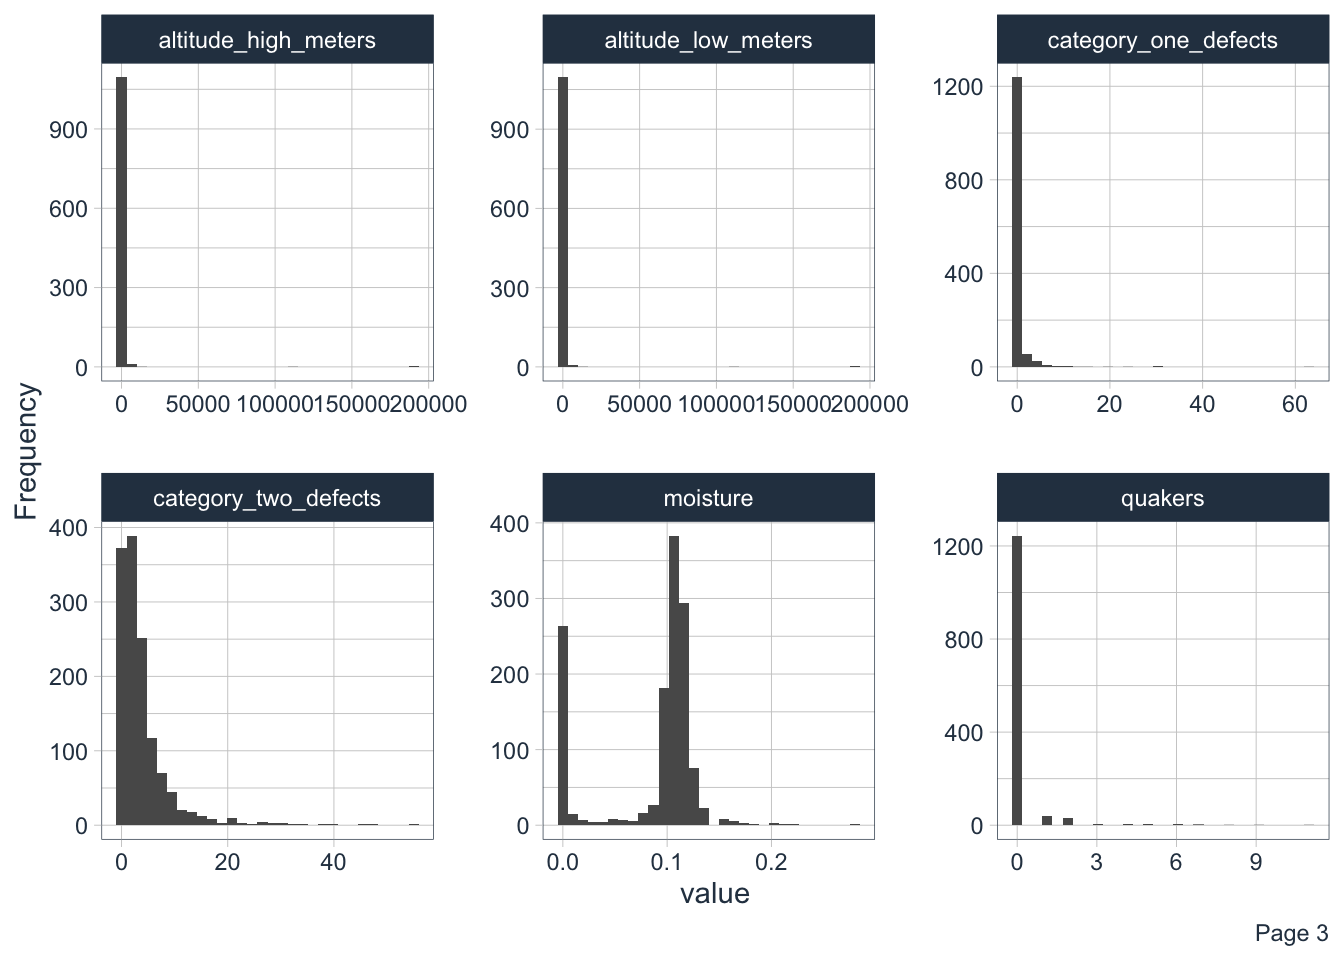 altitude_high_meters
altitude_low_meters
category_one_defects
900
600
300
0
0 50000 100000 150000 200000
900
600
300
0
0 50000 100000 150000 200000
1200
800
400
0
0 20 40 60
Frequency
category_two_defects
moisture
quakers
400
300
200
100
0
0 20 40
400
300
200
100
0
0.0 0.1 0.2
1200
800
400
0
0 3 6 9
value
Page 3